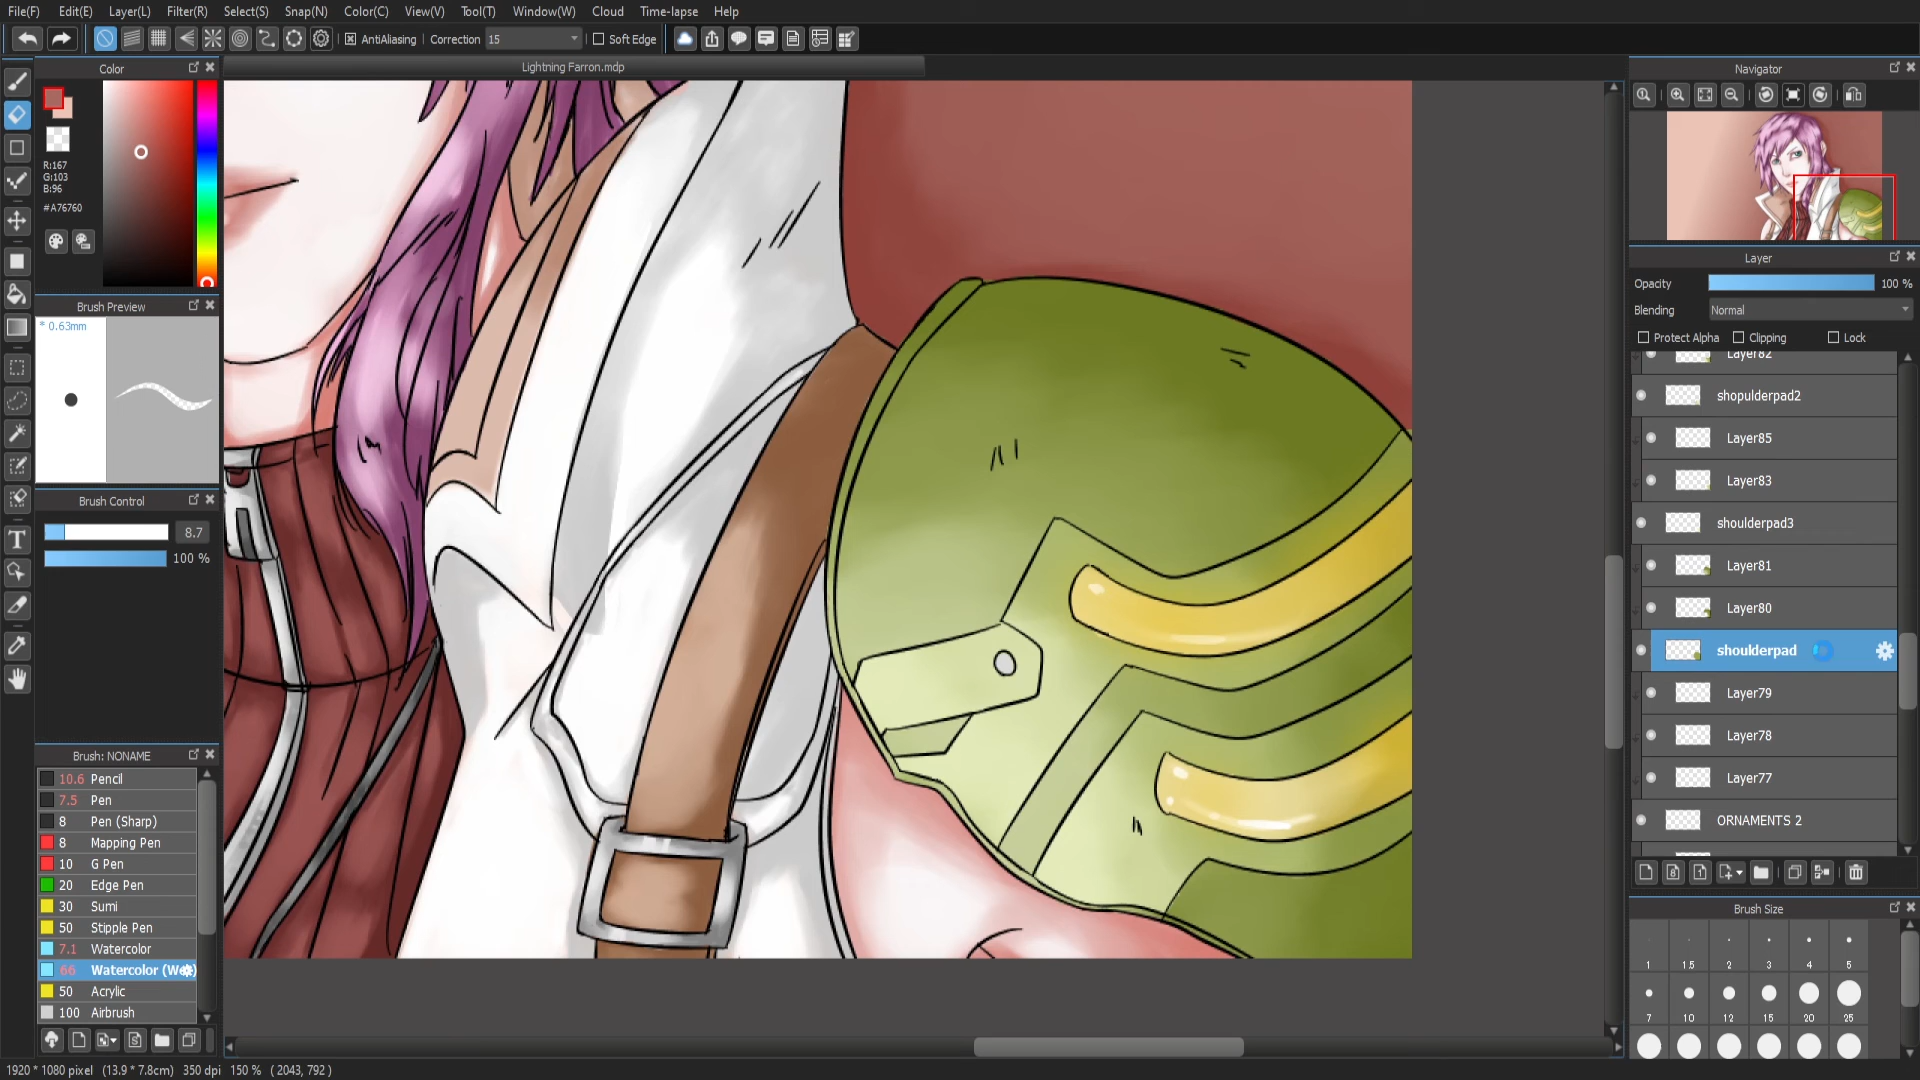 File(F) Edit(E) Layer(L) Filter(R) Select(S) Snap(N) Color(C) View(V) Tool(T) Window(W) Cloud Time-lapse Help
AntiAliasing Correction 15 Soft Edge
Color
Lightning Farron.mdp
Navigator
R:167
G:103
B:96
#A76760
Brush Preview
* 0.63mm
Brush Control
8.7
100 %
Brush: NONAME
10.6 Pencil
7.5 Pen
8 Pen (Sharp)
8 Mapping Pen
10 G Pen
20 Edge Pen
30 Sumi
50 Stipple Pen
7.1 Watercolor
66 Watercolor (We
50 Acrylic
100 Airbrush
Layer
Opacity 100 %
Blending Normal
Protect Alpha Clipping Lock
Layer82
shopulderpad2
Layer85
Layer83
shoulderpad3
Layer81
Layer80
shoulderpad
Layer79
Layer78
Layer77
ORNAMENTS 2
Brush Size
1 1.5 2 3 4 5
7 10 12 15 20 25
1920 * 1080 pixel (13.9 * 7.8cm) 350 dpi 150 % ( 2043, 792 )